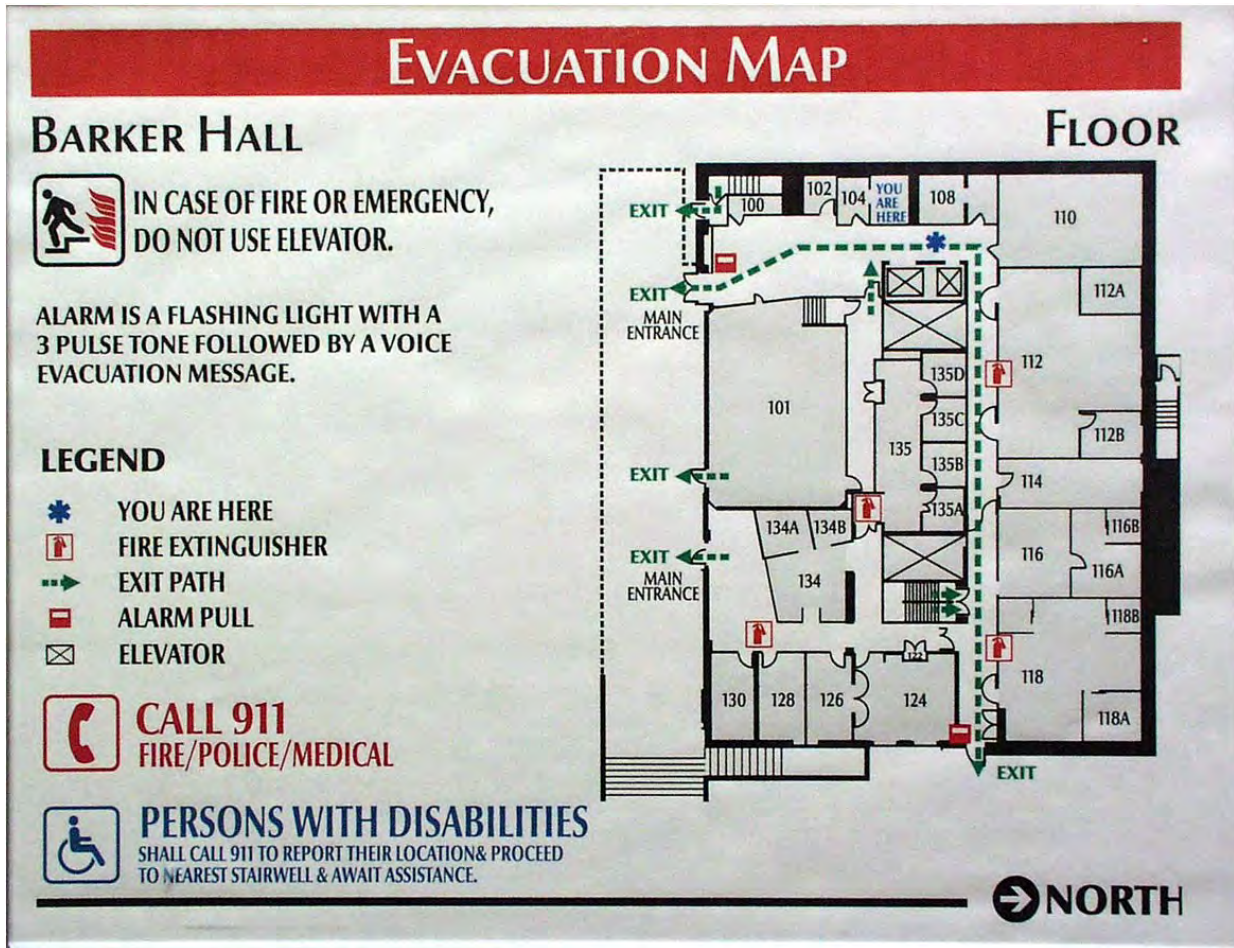 EVACUATION MAP
BARKER HALL
FLOOR
IN CASE OF FIRE OR EMERGENCY,
DO NOT USE ELEVATOR.
ALARM IS A FLASHING LIGHT WITH A
3 PULSE TONE FOLLOWED BY A VOICE
EVACUATION MESSAGE.
LEGEND
YOU ARE HERE
FIRE EXTINGUISHER
EXIT PATH
ALARM PULL
ELEVATOR
CALL 911
FIRE/POLICE/MEDICAL
PERSONS WITH DISABILITIES
SHALL CALL 911 TO REPORT THEIR LOCATION& PROCEED
TO NEAREST STAIRWELL & AWAIT ASSISTANCE.
EXIT
100
102
104
YOU
ARE
HERE
108
110
EXIT
MAIN
ENTRANCE
112A
112
135D
101
135C
112B
135
EXIT
135B
114
135A
134A
134B
116B
EXIT
MAIN
ENTRANCE
134
116
116A
118B
122
130
128
126
124
118
118A
EXIT
NORTH